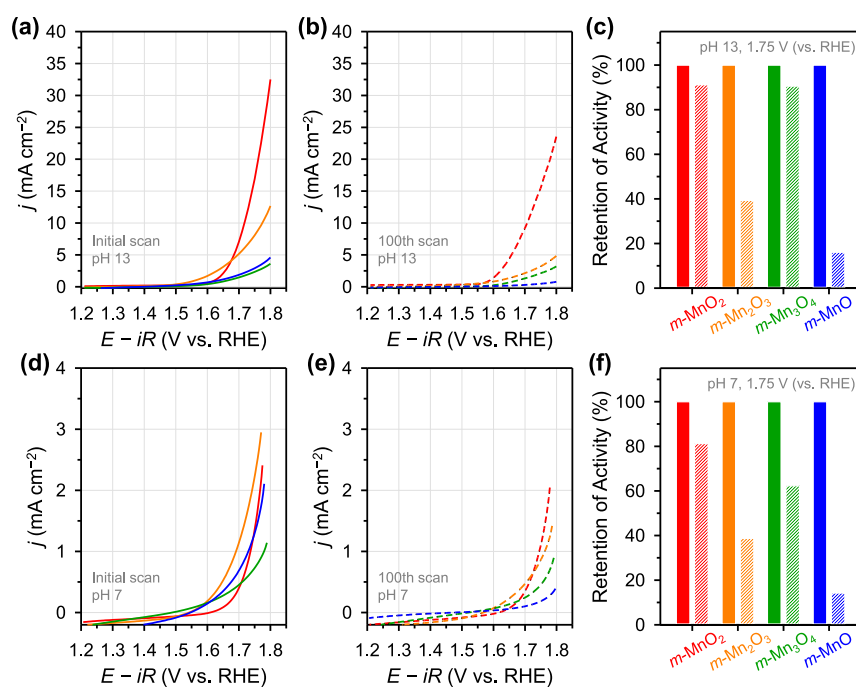 (a)
40
35
30
25
20
15
10
5
0
j (mA cm⁻²)
Initial scan
pH 13
1.2 1.3 1.4 1.5 1.6 1.7 1.8
E – iR (V vs. RHE)
(b)
40
35
30
25
20
15
10
5
0
j (mA cm⁻²)
100th scan
pH 13
1.2 1.3 1.4 1.5 1.6 1.7 1.8
E – iR (V vs. RHE)
(c)
pH 13, 1.75 V (vs. RHE)
100
80
60
40
20
0
Retention of Activity (%)
m-MnO₂
m-Mn₂O₃
m-Mn₃O₄
m-MnO
(d)
4
3
2
1
0
j (mA cm⁻²)
Initial scan
pH 7
1.2 1.3 1.4 1.5 1.6 1.7 1.8
E – iR (V vs. RHE)
(e)
4
3
2
1
0
j (mA cm⁻²)
100th scan
pH 7
1.2 1.3 1.4 1.5 1.6 1.7 1.8
E – iR (V vs. RHE)
(f)
pH 7, 1.75 V (vs. RHE)
100
80
60
40
20
0
Retention of Activity (%)
m-MnO₂
m-Mn₂O₃
m-Mn₃O₄
m-MnO